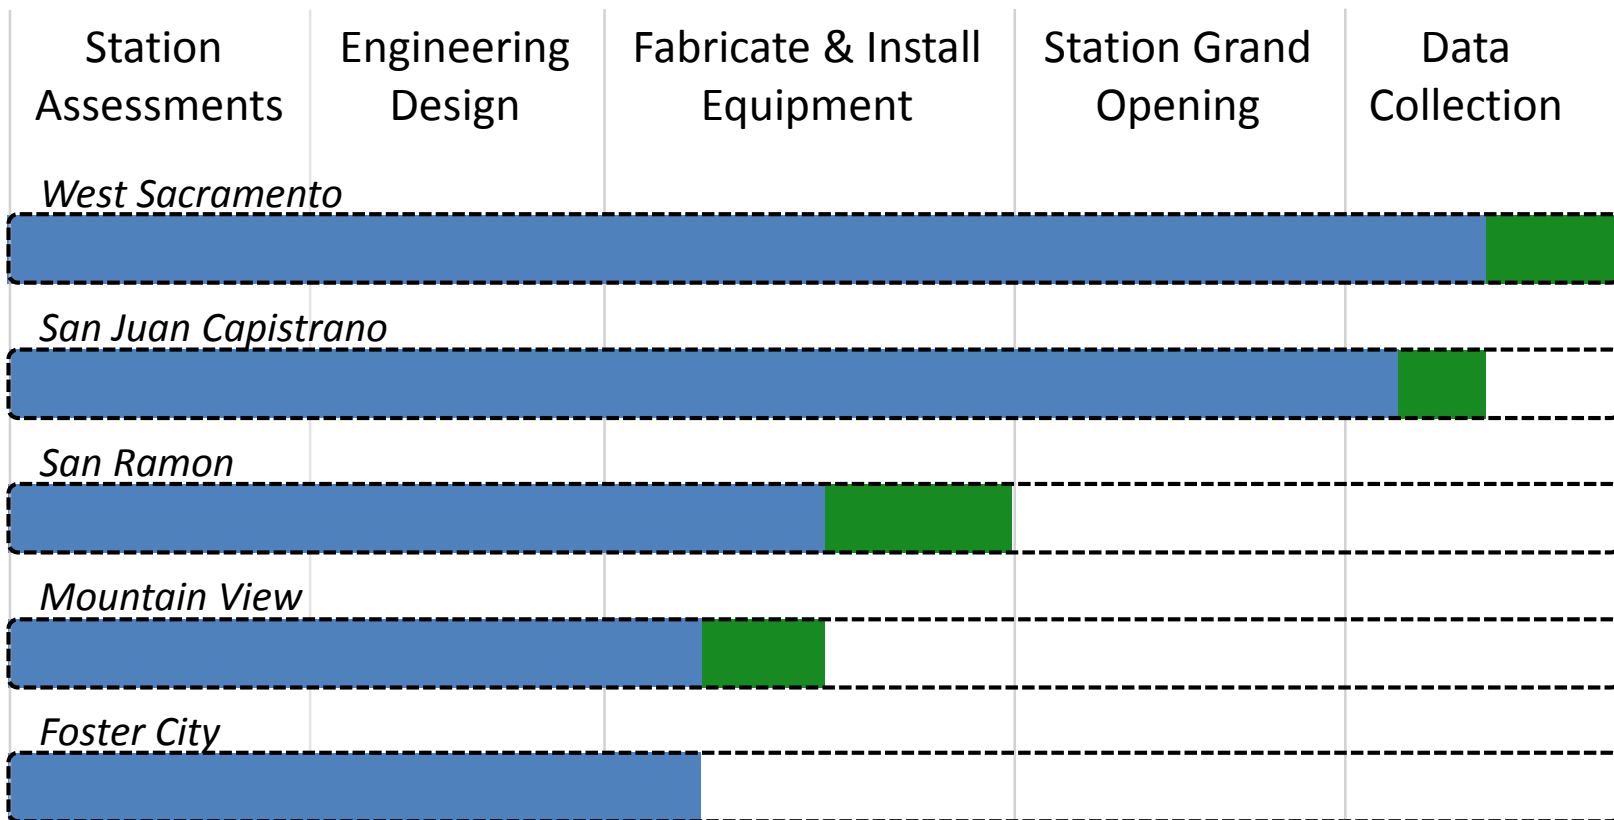 Station
Assessments
Engineering
Design
Fabricate & Install
Equipment
Station Grand
Opening
Data
Collection
West Sacramento
San Juan Capistrano
San Ramon
Mountain View
Foster City